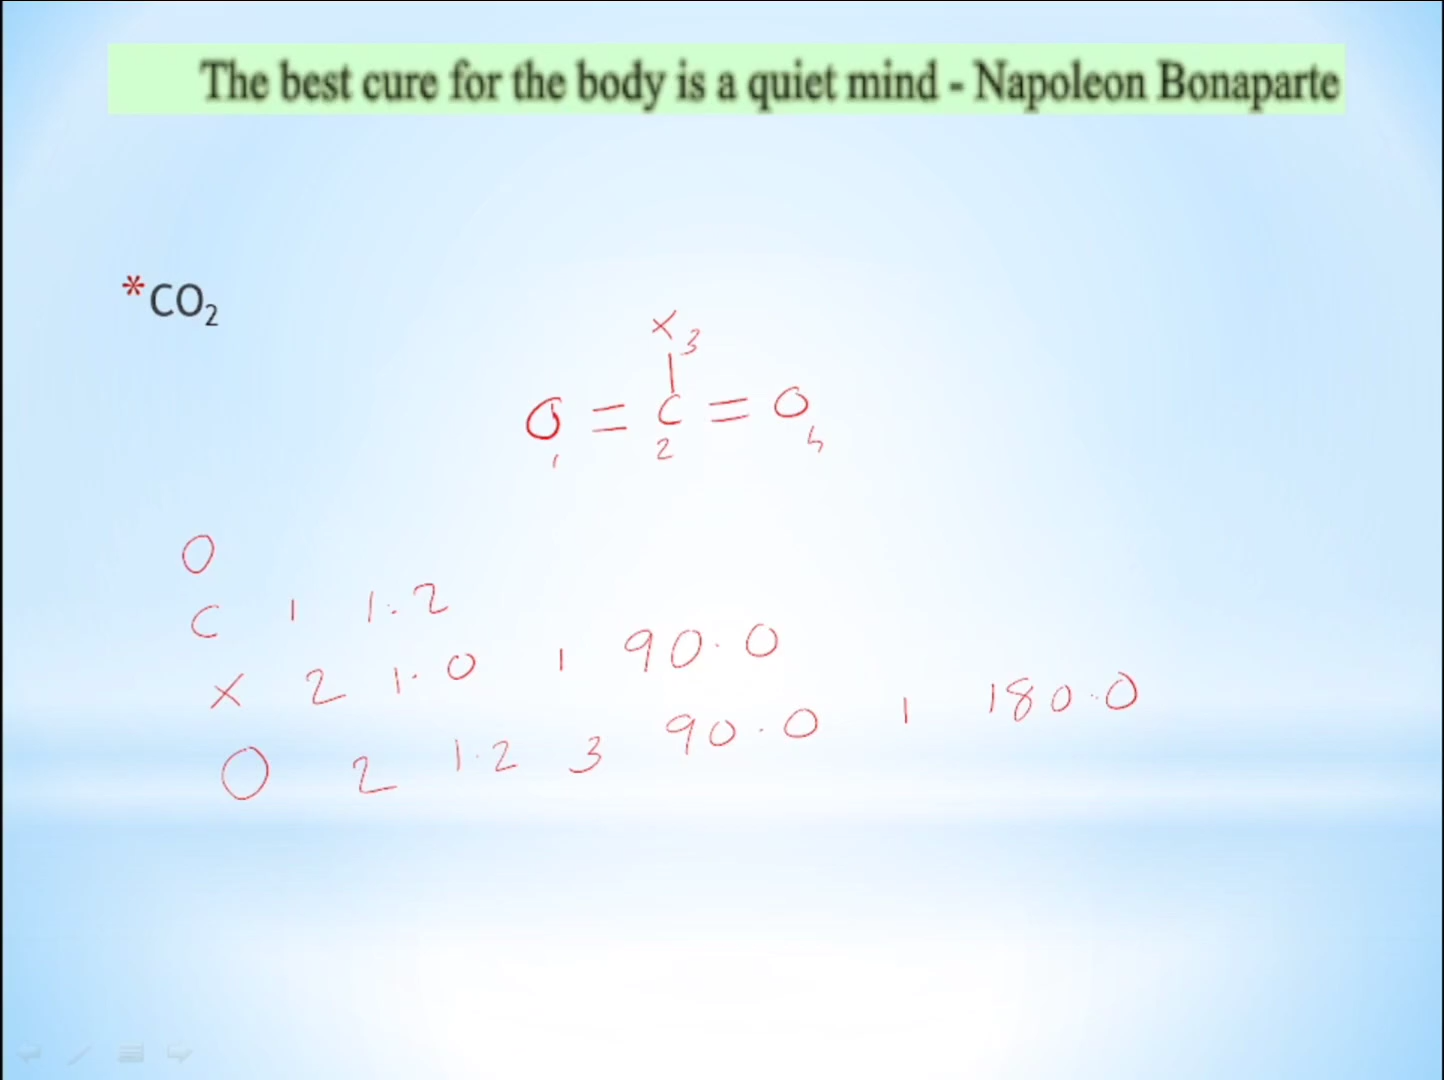 The best cure for the body is a quiet mind - Napoleon Bonaparte
*CO₂
X 3
O = C = O
1 2 4
O
C 1 1.2
X 2 1.0 1 90.0
O 2 1.2 3 90.0 1 180.0